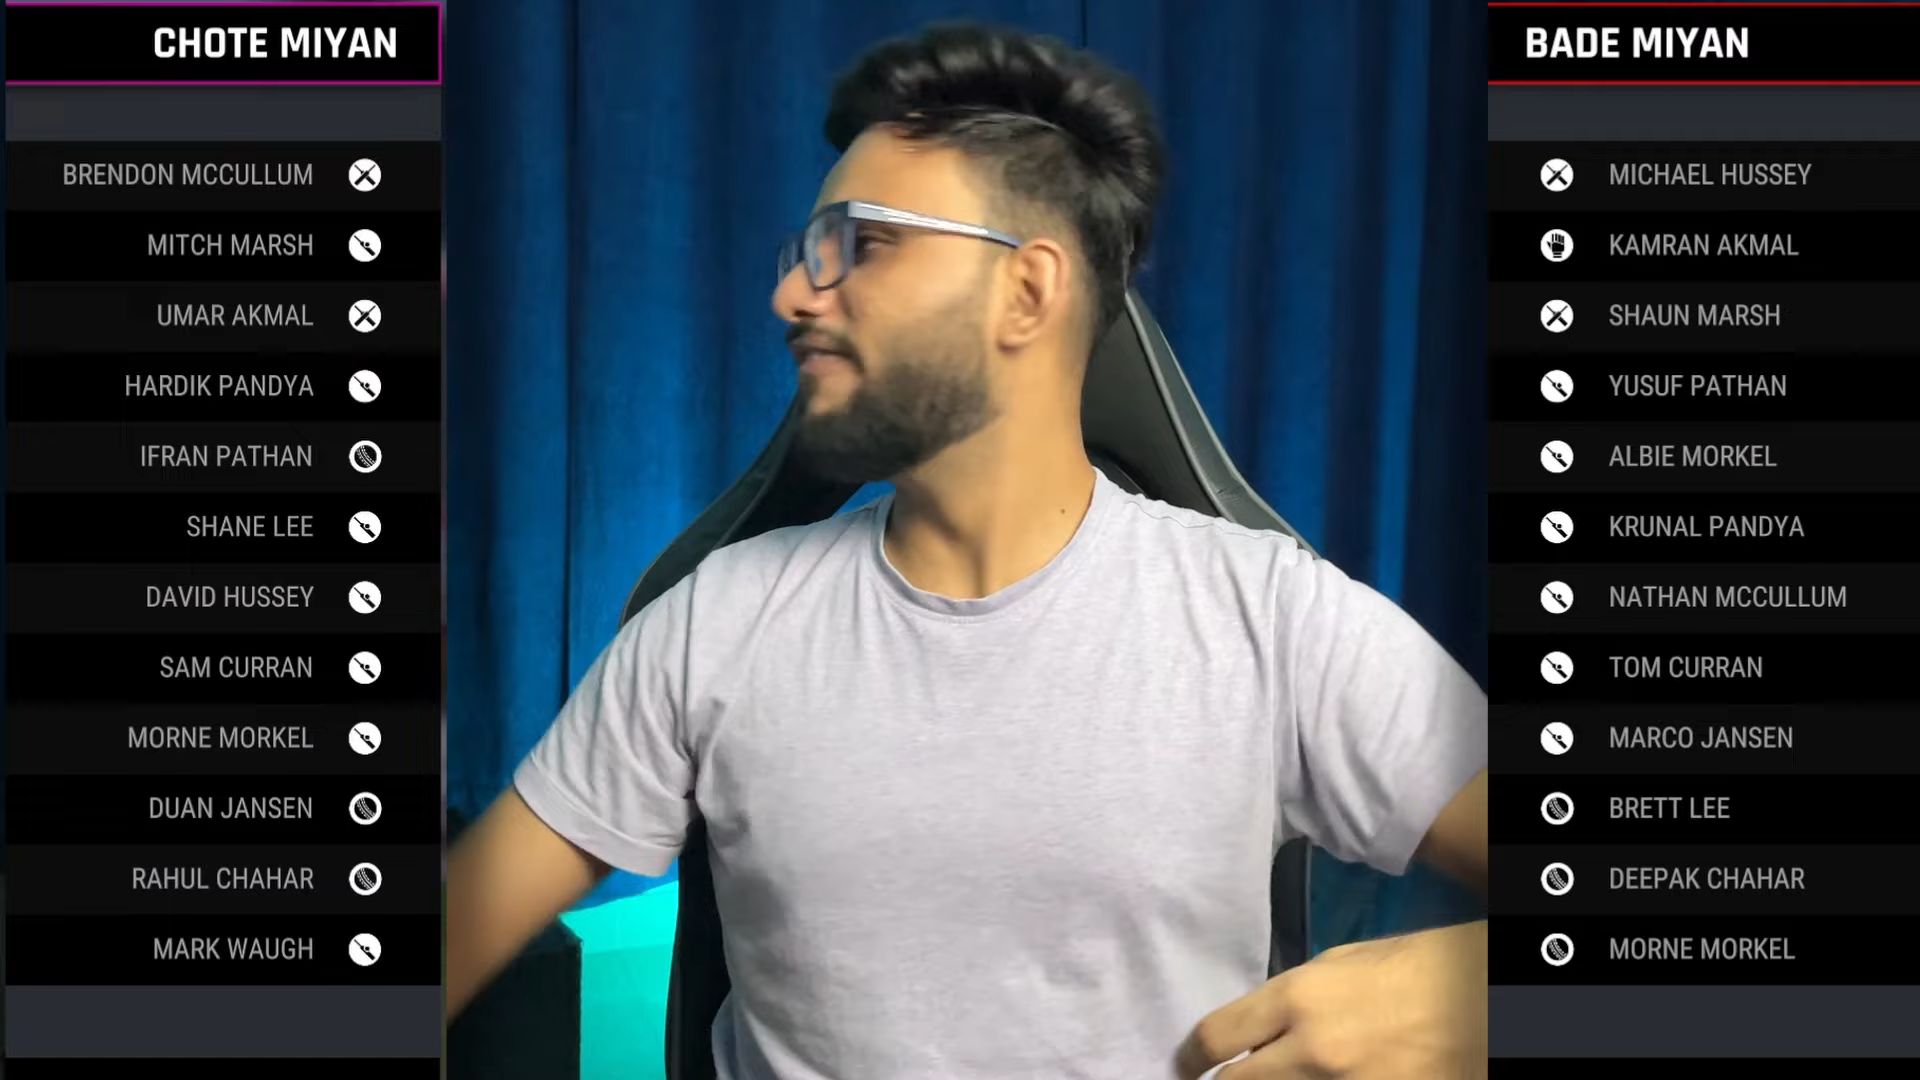 CHOTE MIYAN
BRENDON MCCULLUM
MITCH MARSH
UMAR AKMAL
HARDIK PANDYA
IFRAN PATHAN
SHANE LEE
DAVID HUSSEY
SAM CURRAN
MORNE MORKEL
DUAN JANSEN
RAHUL CHAHAR
MARK WAUGH
BADE MIYAN
MICHAEL HUSSEY
KAMRAN AKMAL
SHAUN MARSH
YUSUF PATHAN
ALBIE MORKEL
KRUNAL PANDYA
NATHAN MCCULLUM
TOM CURRAN
MARCO JANSEN
BRETT LEE
DEEPAK CHAHAR
MORNE MORKEL